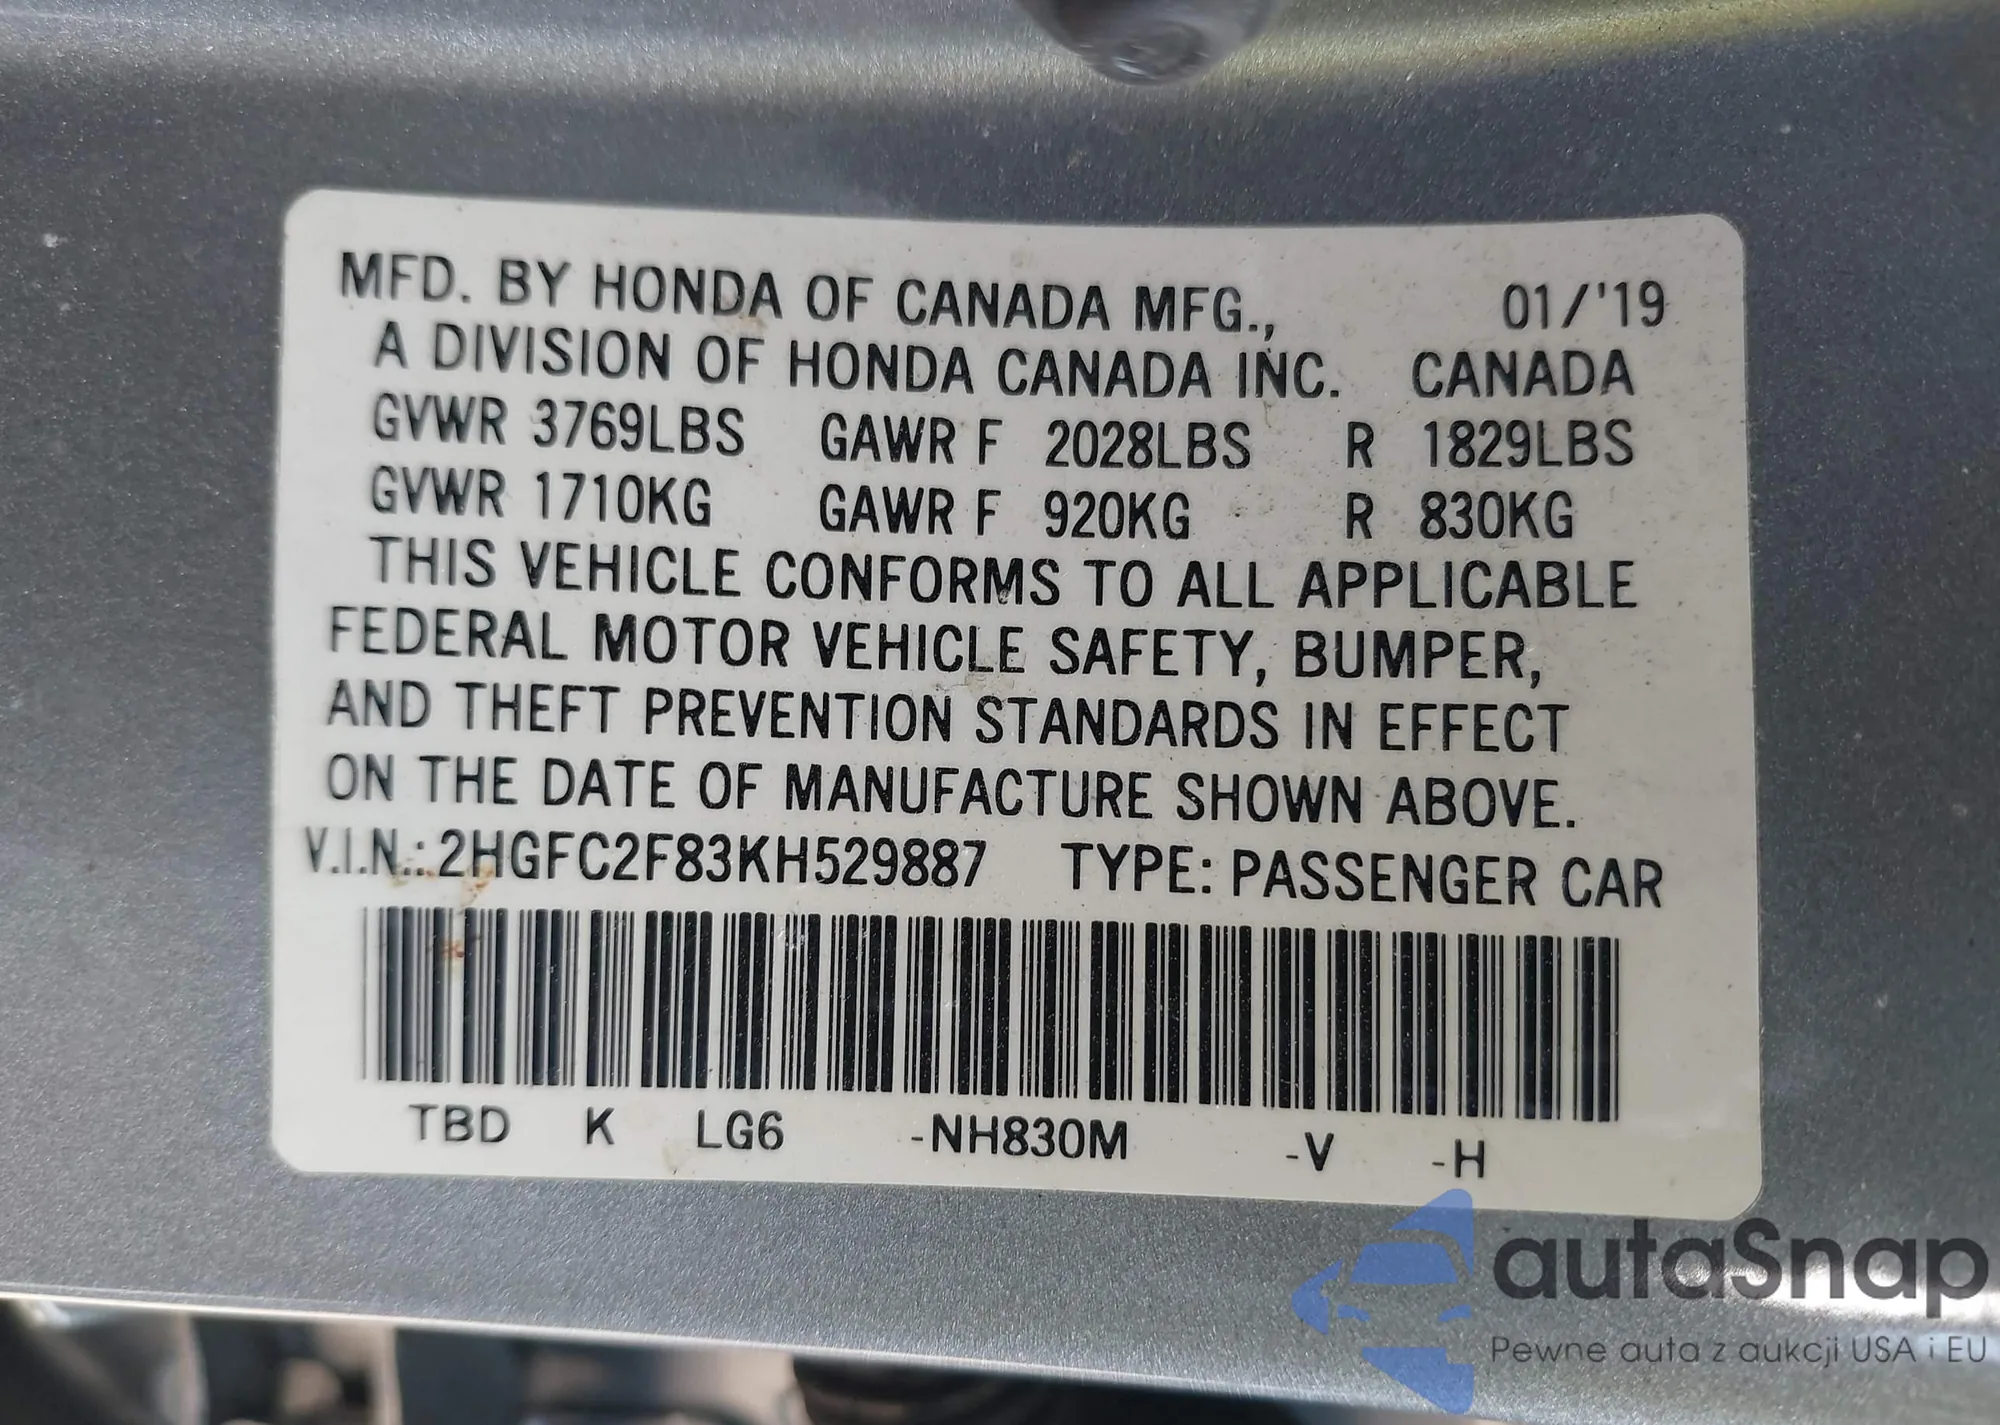 MFD. BY HONDA OF CANADA MFG., 01/'19
A DIVISION OF HONDA CANADA INC. CANADA
GVWR 3769LBS GAWR F 2028LBS R 1829LBS
GVWR 1710KG GAWR F 920KG R 830KG
THIS VEHICLE CONFORMS TO ALL APPLICABLE
FEDERAL MOTOR VEHICLE SAFETY, BUMPER,
AND THEFT PREVENTION STANDARDS IN EFFECT
ON THE DATE OF MANUFACTURE SHOWN ABOVE.
V.I.N.: 2HGFC2F83KH529887 TYPE: PASSENGER CAR
TBD K LG6 -NH830M -V -H
autaSnap
Pewne auta z aukcji USA i EU